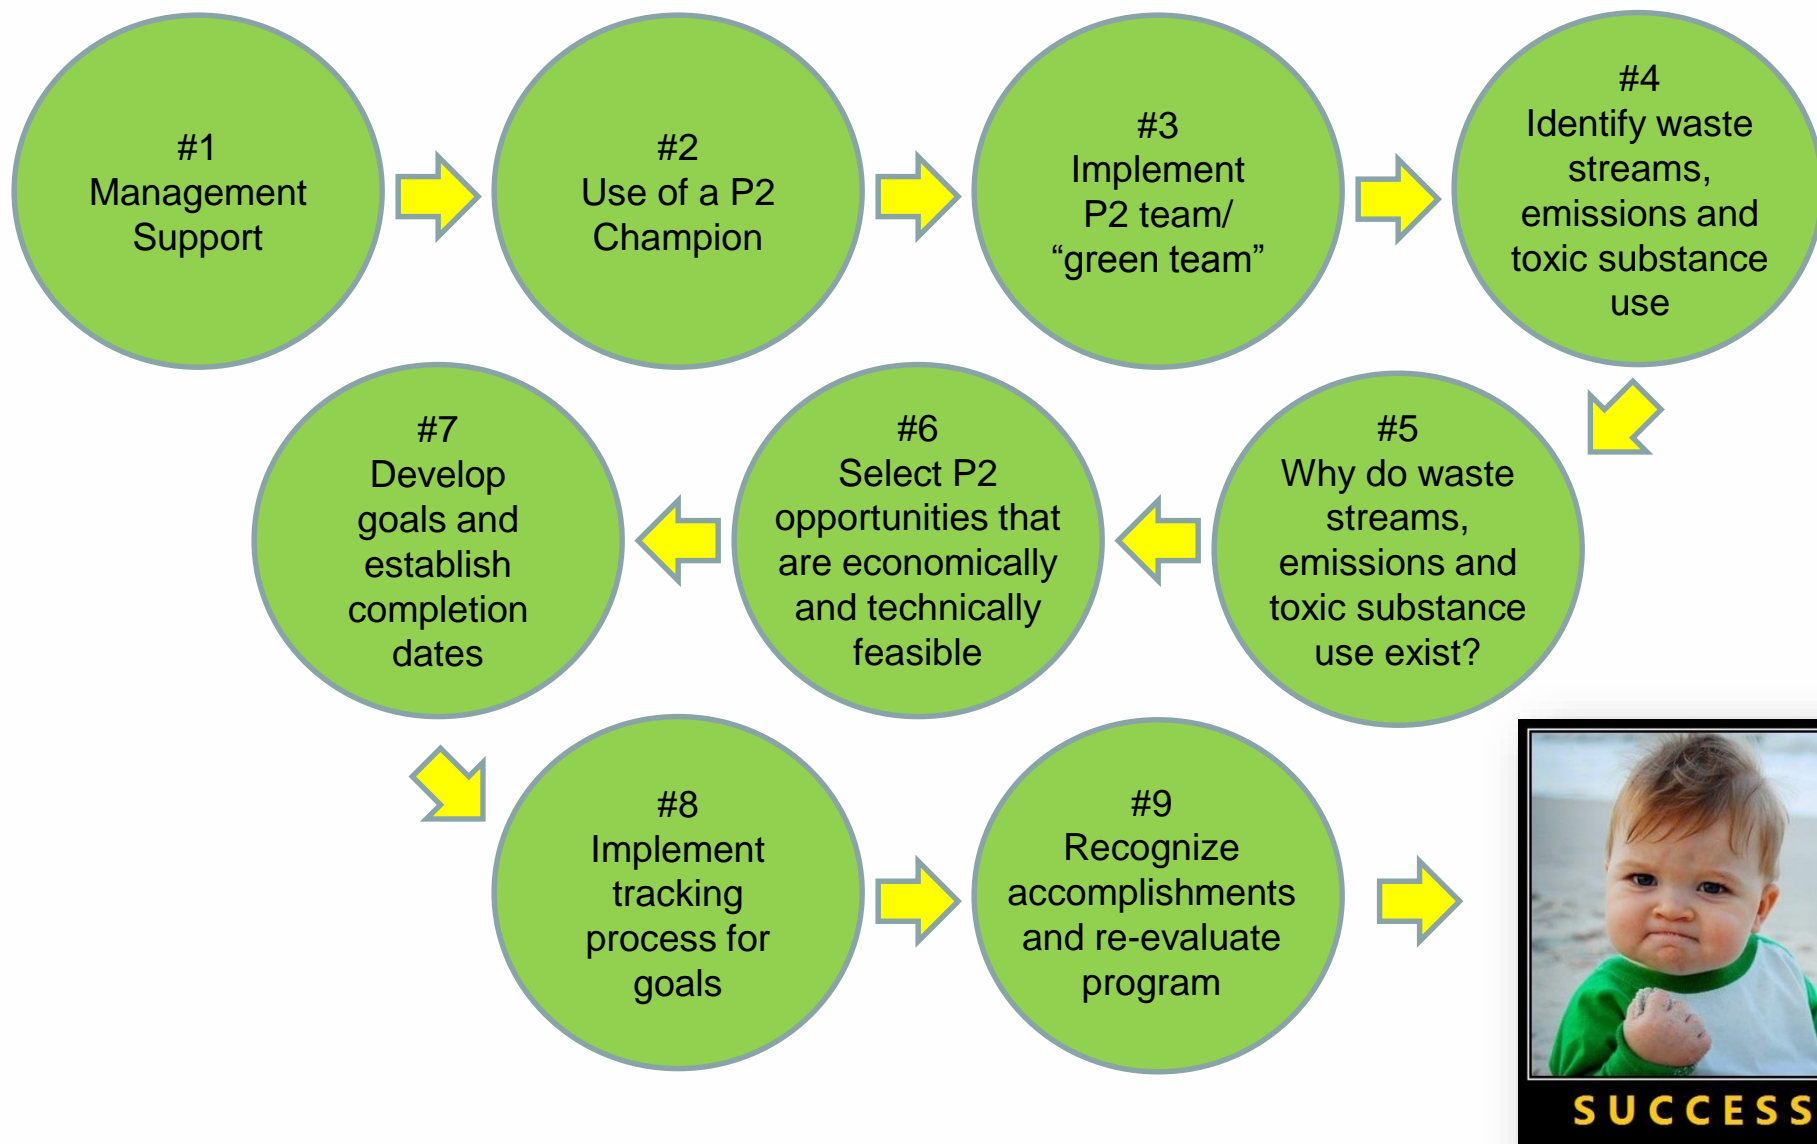 #1
Management
Support
#2
Use of a P2
Champion
#3
Implement
P2 team/
“green team”
#4
Identify waste
streams,
emissions and
toxic substance
use
#5
Why do waste
streams,
emissions and
toxic substance
use exist?
#6
Select P2
opportunities that
are economically
and technically
feasible
#7
Develop
goals and
establish
completion
dates
#8
Implement
tracking
process for
goals
#9
Recognize
accomplishments
and re-evaluate
program
SUCCESS